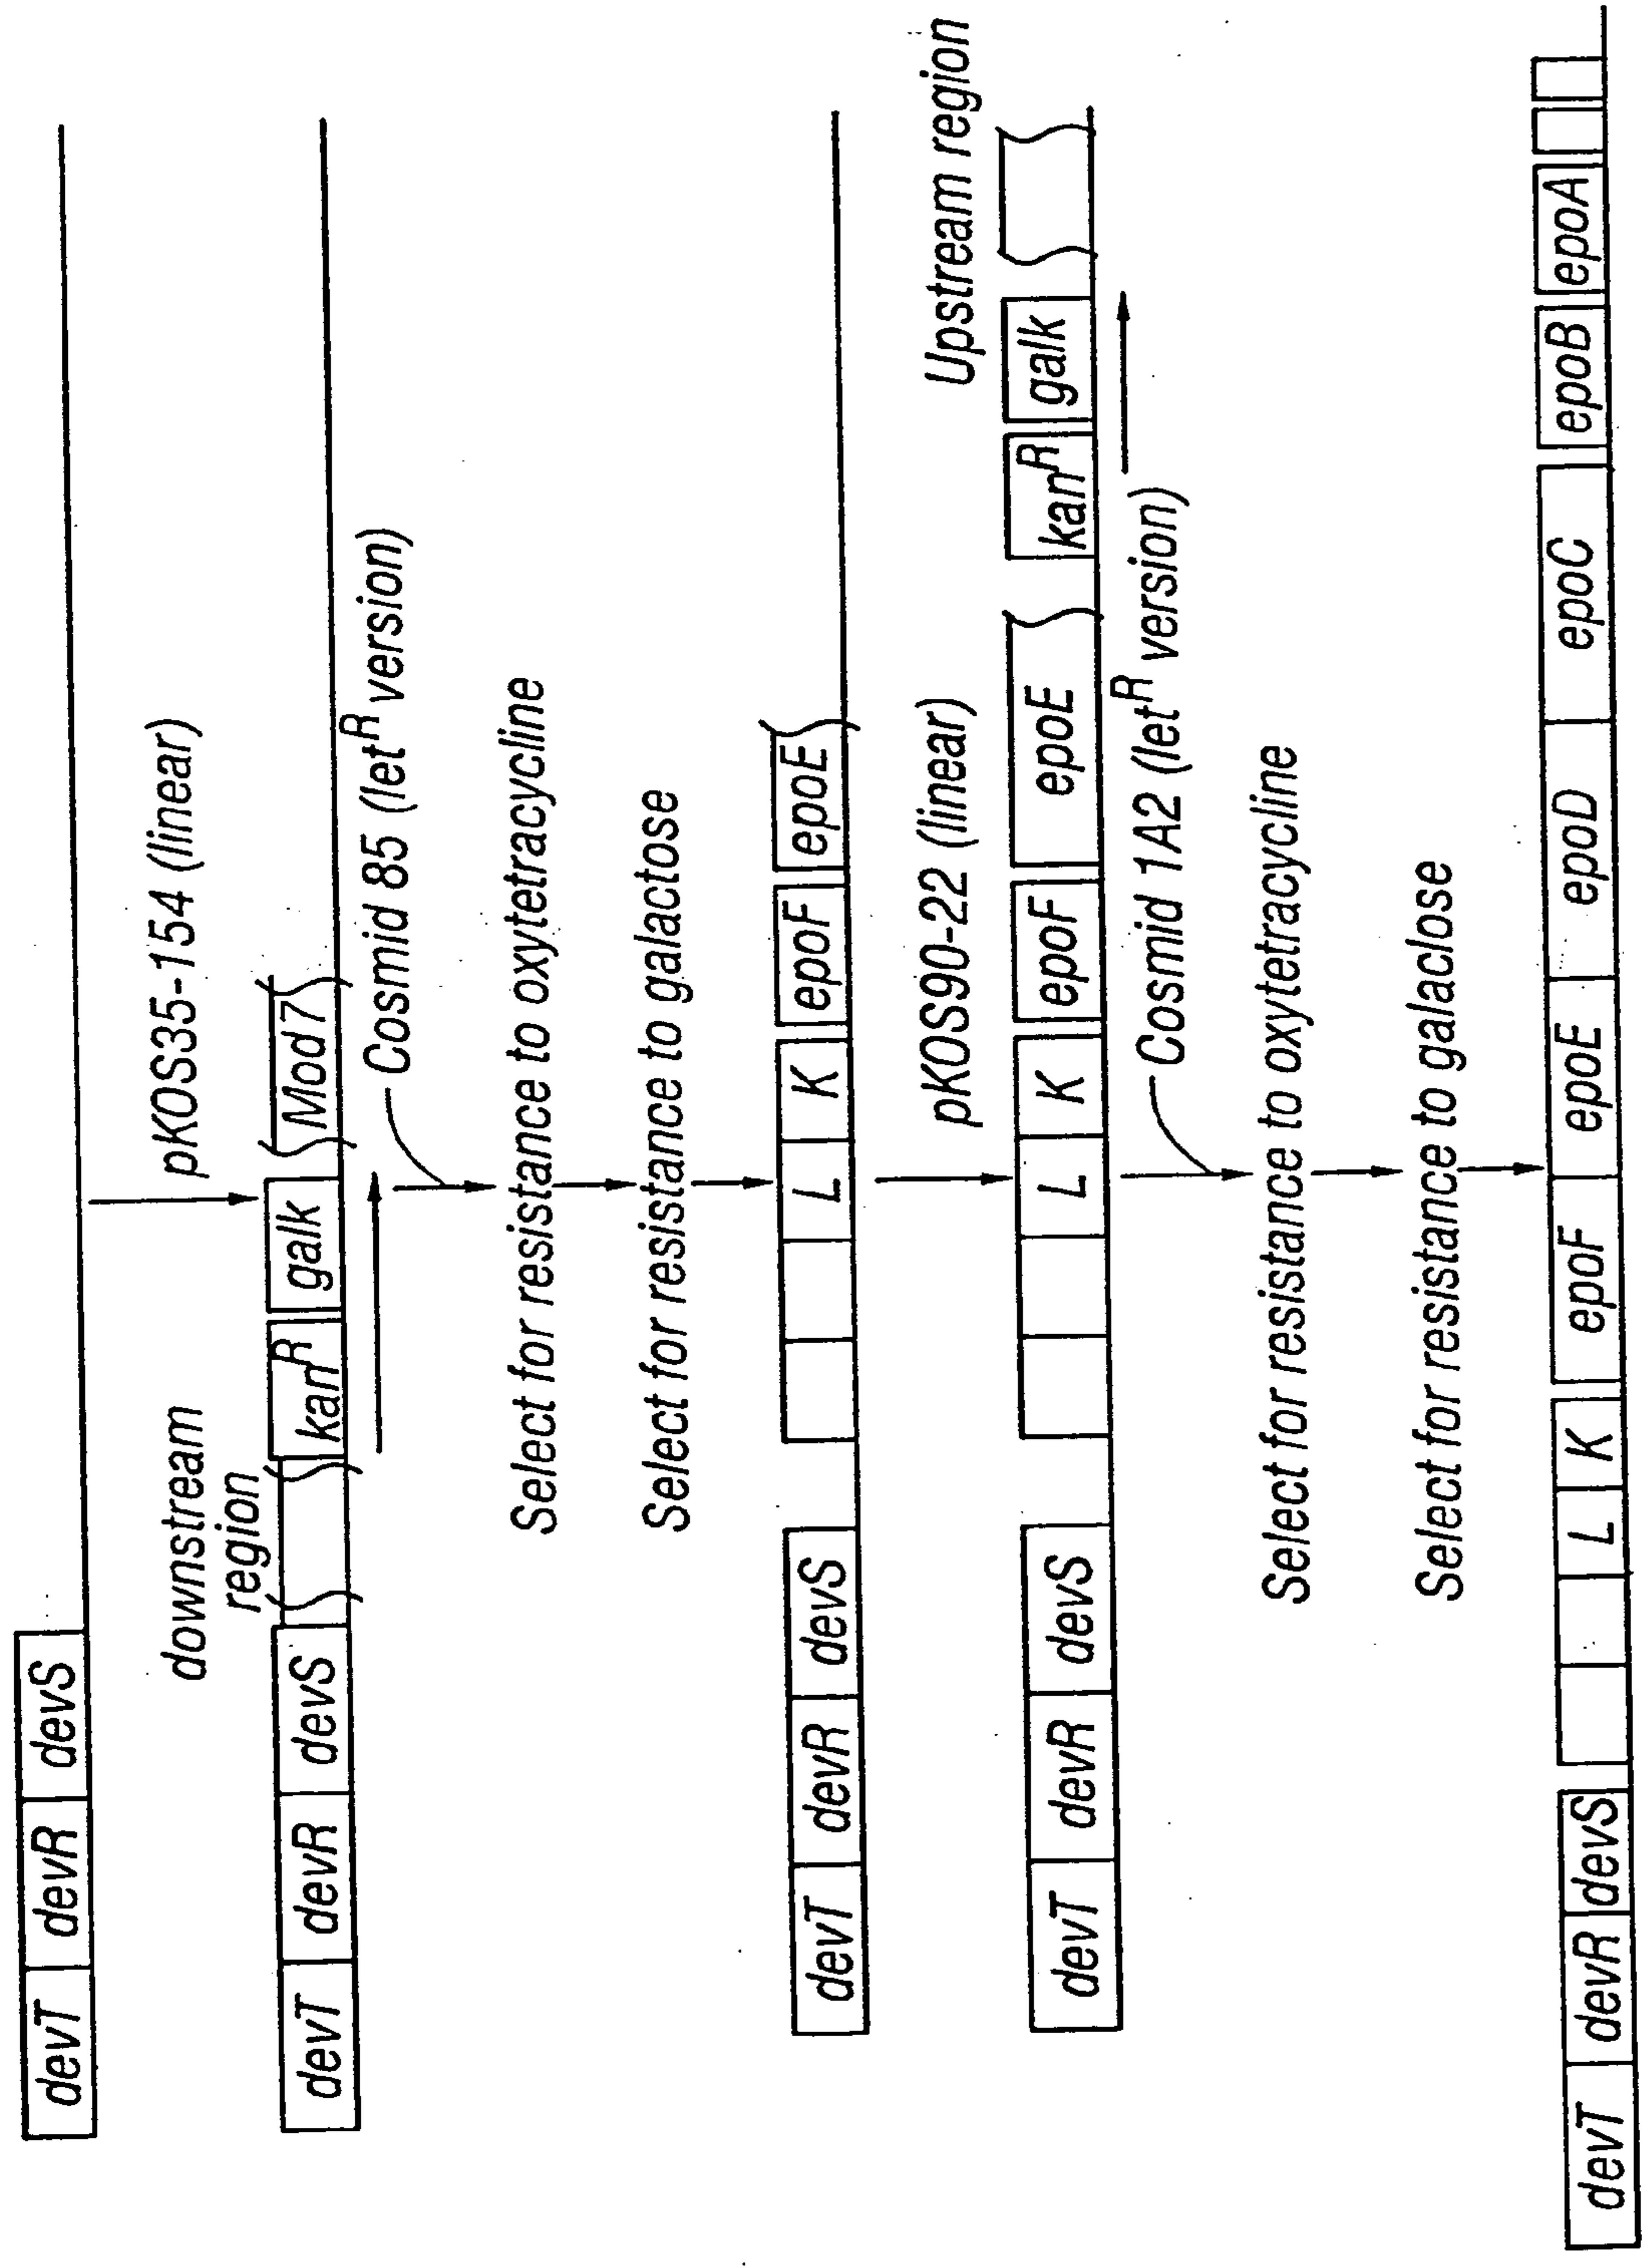 devT devR devS
pKOS35-154 (linear)
downstream
region
devT devR devS kanR galk Mod7
Cosmid 85 (letR version)
Select for resistance to oxytetracycline
Select for resistance to galactose
devT devR devS L K epoF epoE
pKOS90-22 (linear)
Upstream region
devT devR devS L K epoF epoE kanR galk
Cosmid 1A2 (letR version)
Select for resistance to oxytetracycline
Select for resistance to galaclose
devT devR devS L K epoF epoE epoD epoC epoB epoA